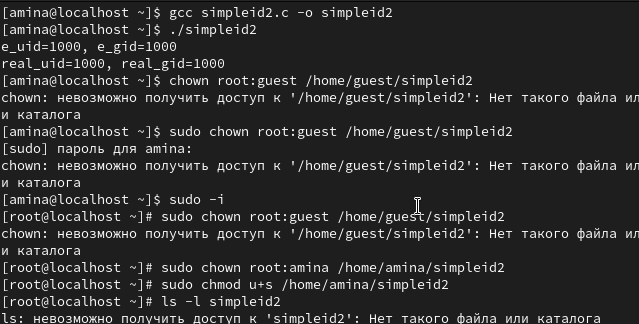 [amina@localhost ~]$ gcc simpleid2.c -o simpleid2
[amina@localhost ~]$ ./simpleid2
e_uid=1000, e_gid=1000
real_uid=1000, real_gid=1000
[amina@localhost ~]$ chown root:guest /home/guest/simpleid2
chown: невозможно получить доступ к '/home/guest/simpleid2': Нет такого файла ил
и каталога
[amina@localhost ~]$ sudo chown root:guest /home/guest/simpleid2
[sudo] пароль для amina:
chown: невозможно получить доступ к '/home/guest/simpleid2': Нет такого файла ил
и каталога
[amina@localhost ~]$ sudo -i
[root@localhost ~]# sudo chown root:guest /home/guest/simpleid2
chown: невозможно получить доступ к '/home/guest/simpleid2': Нет такого файла ил
и каталога
[root@localhost ~]# sudo chown root:amina /home/amina/simpleid2
[root@localhost ~]# sudo chmod u+s /home/amina/simpleid2
[root@localhost ~]# ls -l simpleid2
ls: невозможно получить доступ к 'simpleid2': Нет такого файла или каталога